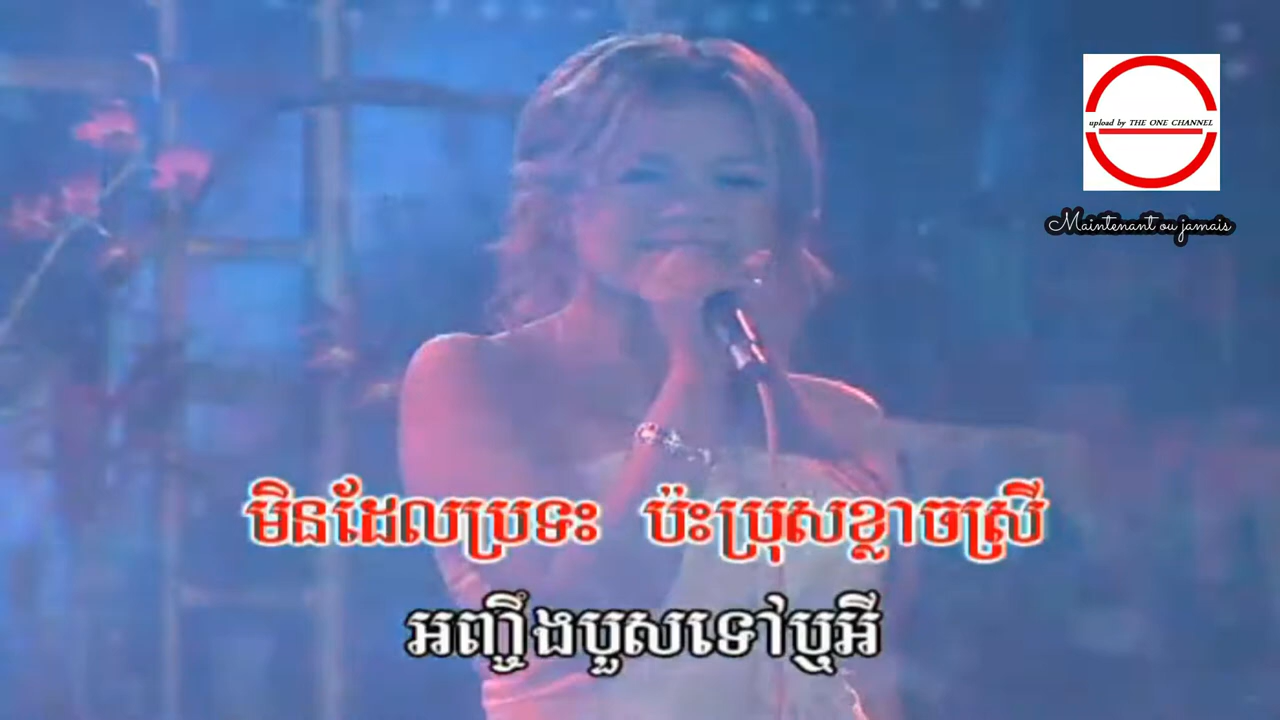 upload by THE ONE CHANNEL
Maintenant ou jamais
មិនដែលប្រទះ ប៉ះប្រុសខ្លាចស្រី
អញ្ចឹងបួសទៅឬអី